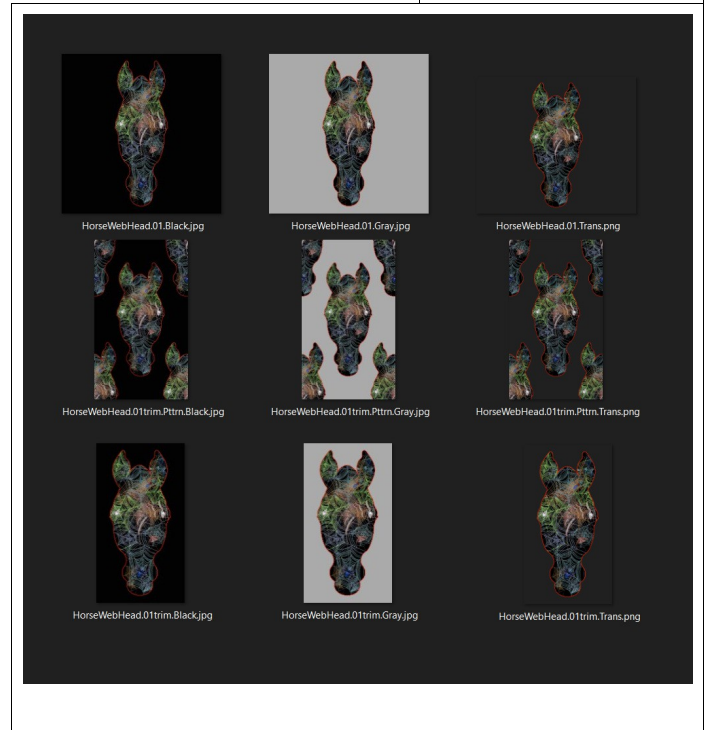 HorseWebHead.01.Black.jpg
HorseWebHead.01.Gray.jpg
HorseWebHead.01.Trans.png
HorseWebHead.01trim.Pttrn.Black.jpg
HorseWebHead.01trim.Pttrn.Gray.jpg
HorseWebHead.01trim.Pttrn.Trans.png
HorseWebHead.01trim.Black.jpg
HorseWebHead.01trim.Gray.jpg
HorseWebHead.01trim.Trans.png